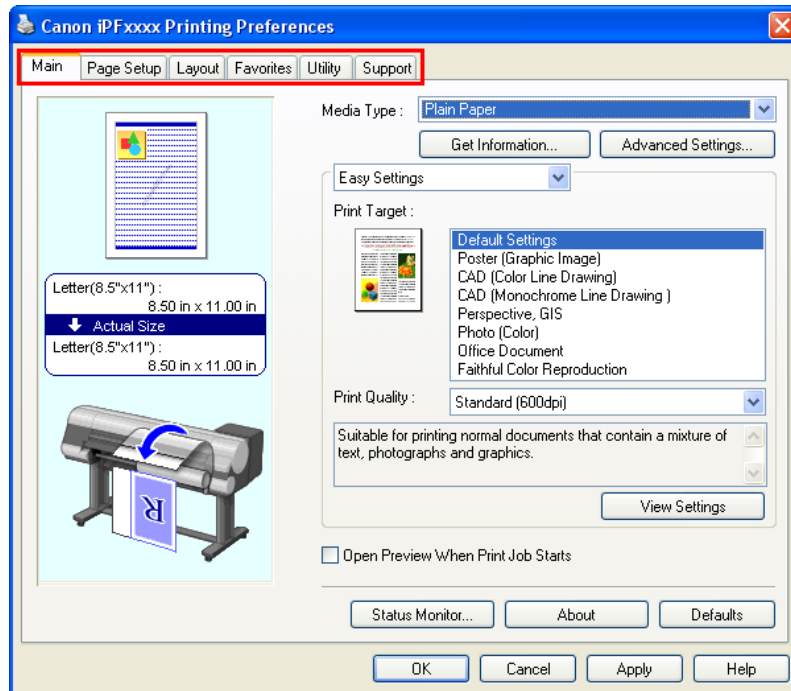 Canon iPFxxxx Printing Preferences
Main Page Setup Layout Favorites Utility Support
Media Type : Plain Paper
Get Information... Advanced Settings...
Easy Settings
Print Target :
Default Settings
Poster (Graphic Image)
CAD (Color Line Drawing)
CAD (Monochrome Line Drawing )
Perspective, GIS
Photo (Color)
Office Document
Faithful Color Reproduction
Letter(8.5"x11") :
8.50 in x 11.00 in
Actual Size
Letter(8.5"x11") :
8.50 in x 11.00 in
R
Print Quality : Standard (600dpi)
Suitable for printing normal documents that contain a mixture of
text, photographs and graphics.
View Settings
Open Preview When Print Job Starts
Status Monitor... About Defaults
OK Cancel Apply Help